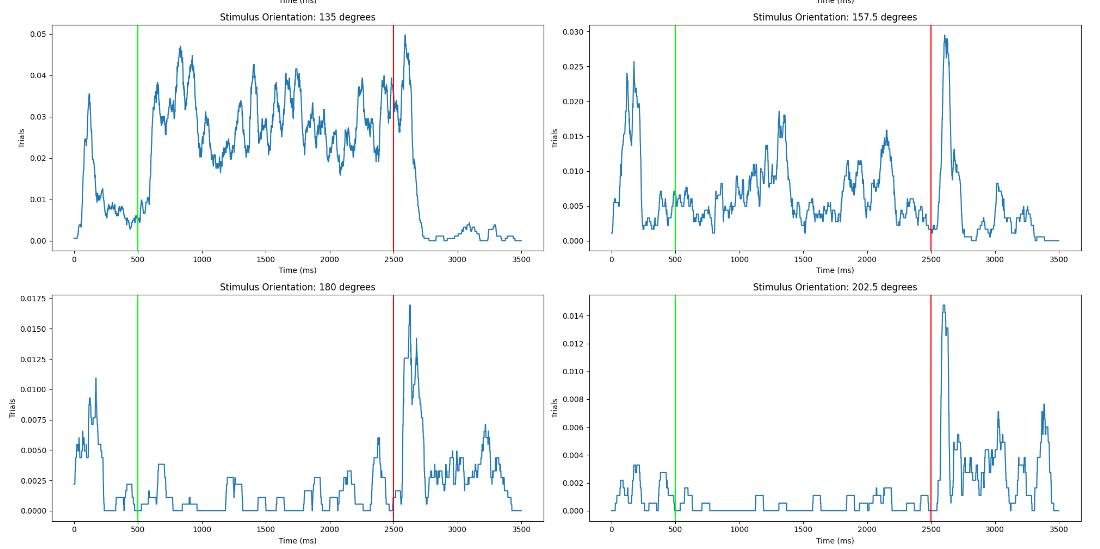 Time (ms)
Time (ms)
Stimulus Orientation: 135 degrees
Stimulus Orientation: 157.5 degrees
0.05
0.04
0.03
0.02
0.01
0.00
Trials
0 500 1000 1500 2000 2500 3000 3500
Time (ms)
0.030
0.025
0.020
0.015
0.010
0.005
0.000
Trials
0 500 1000 1500 2000 2500 3000 3500
Time (ms)
Stimulus Orientation: 180 degrees
Stimulus Orientation: 202.5 degrees
0.0175
0.0150
0.0125
0.0100
0.0075
0.0050
0.0025
0.0000
Trials
0 500 1000 1500 2000 2500 3000 3500
Time (ms)
0.014
0.012
0.010
0.008
0.006
0.004
0.002
0.000
Trials
0 500 1000 1500 2000 2500 3000 3500
Time (ms)